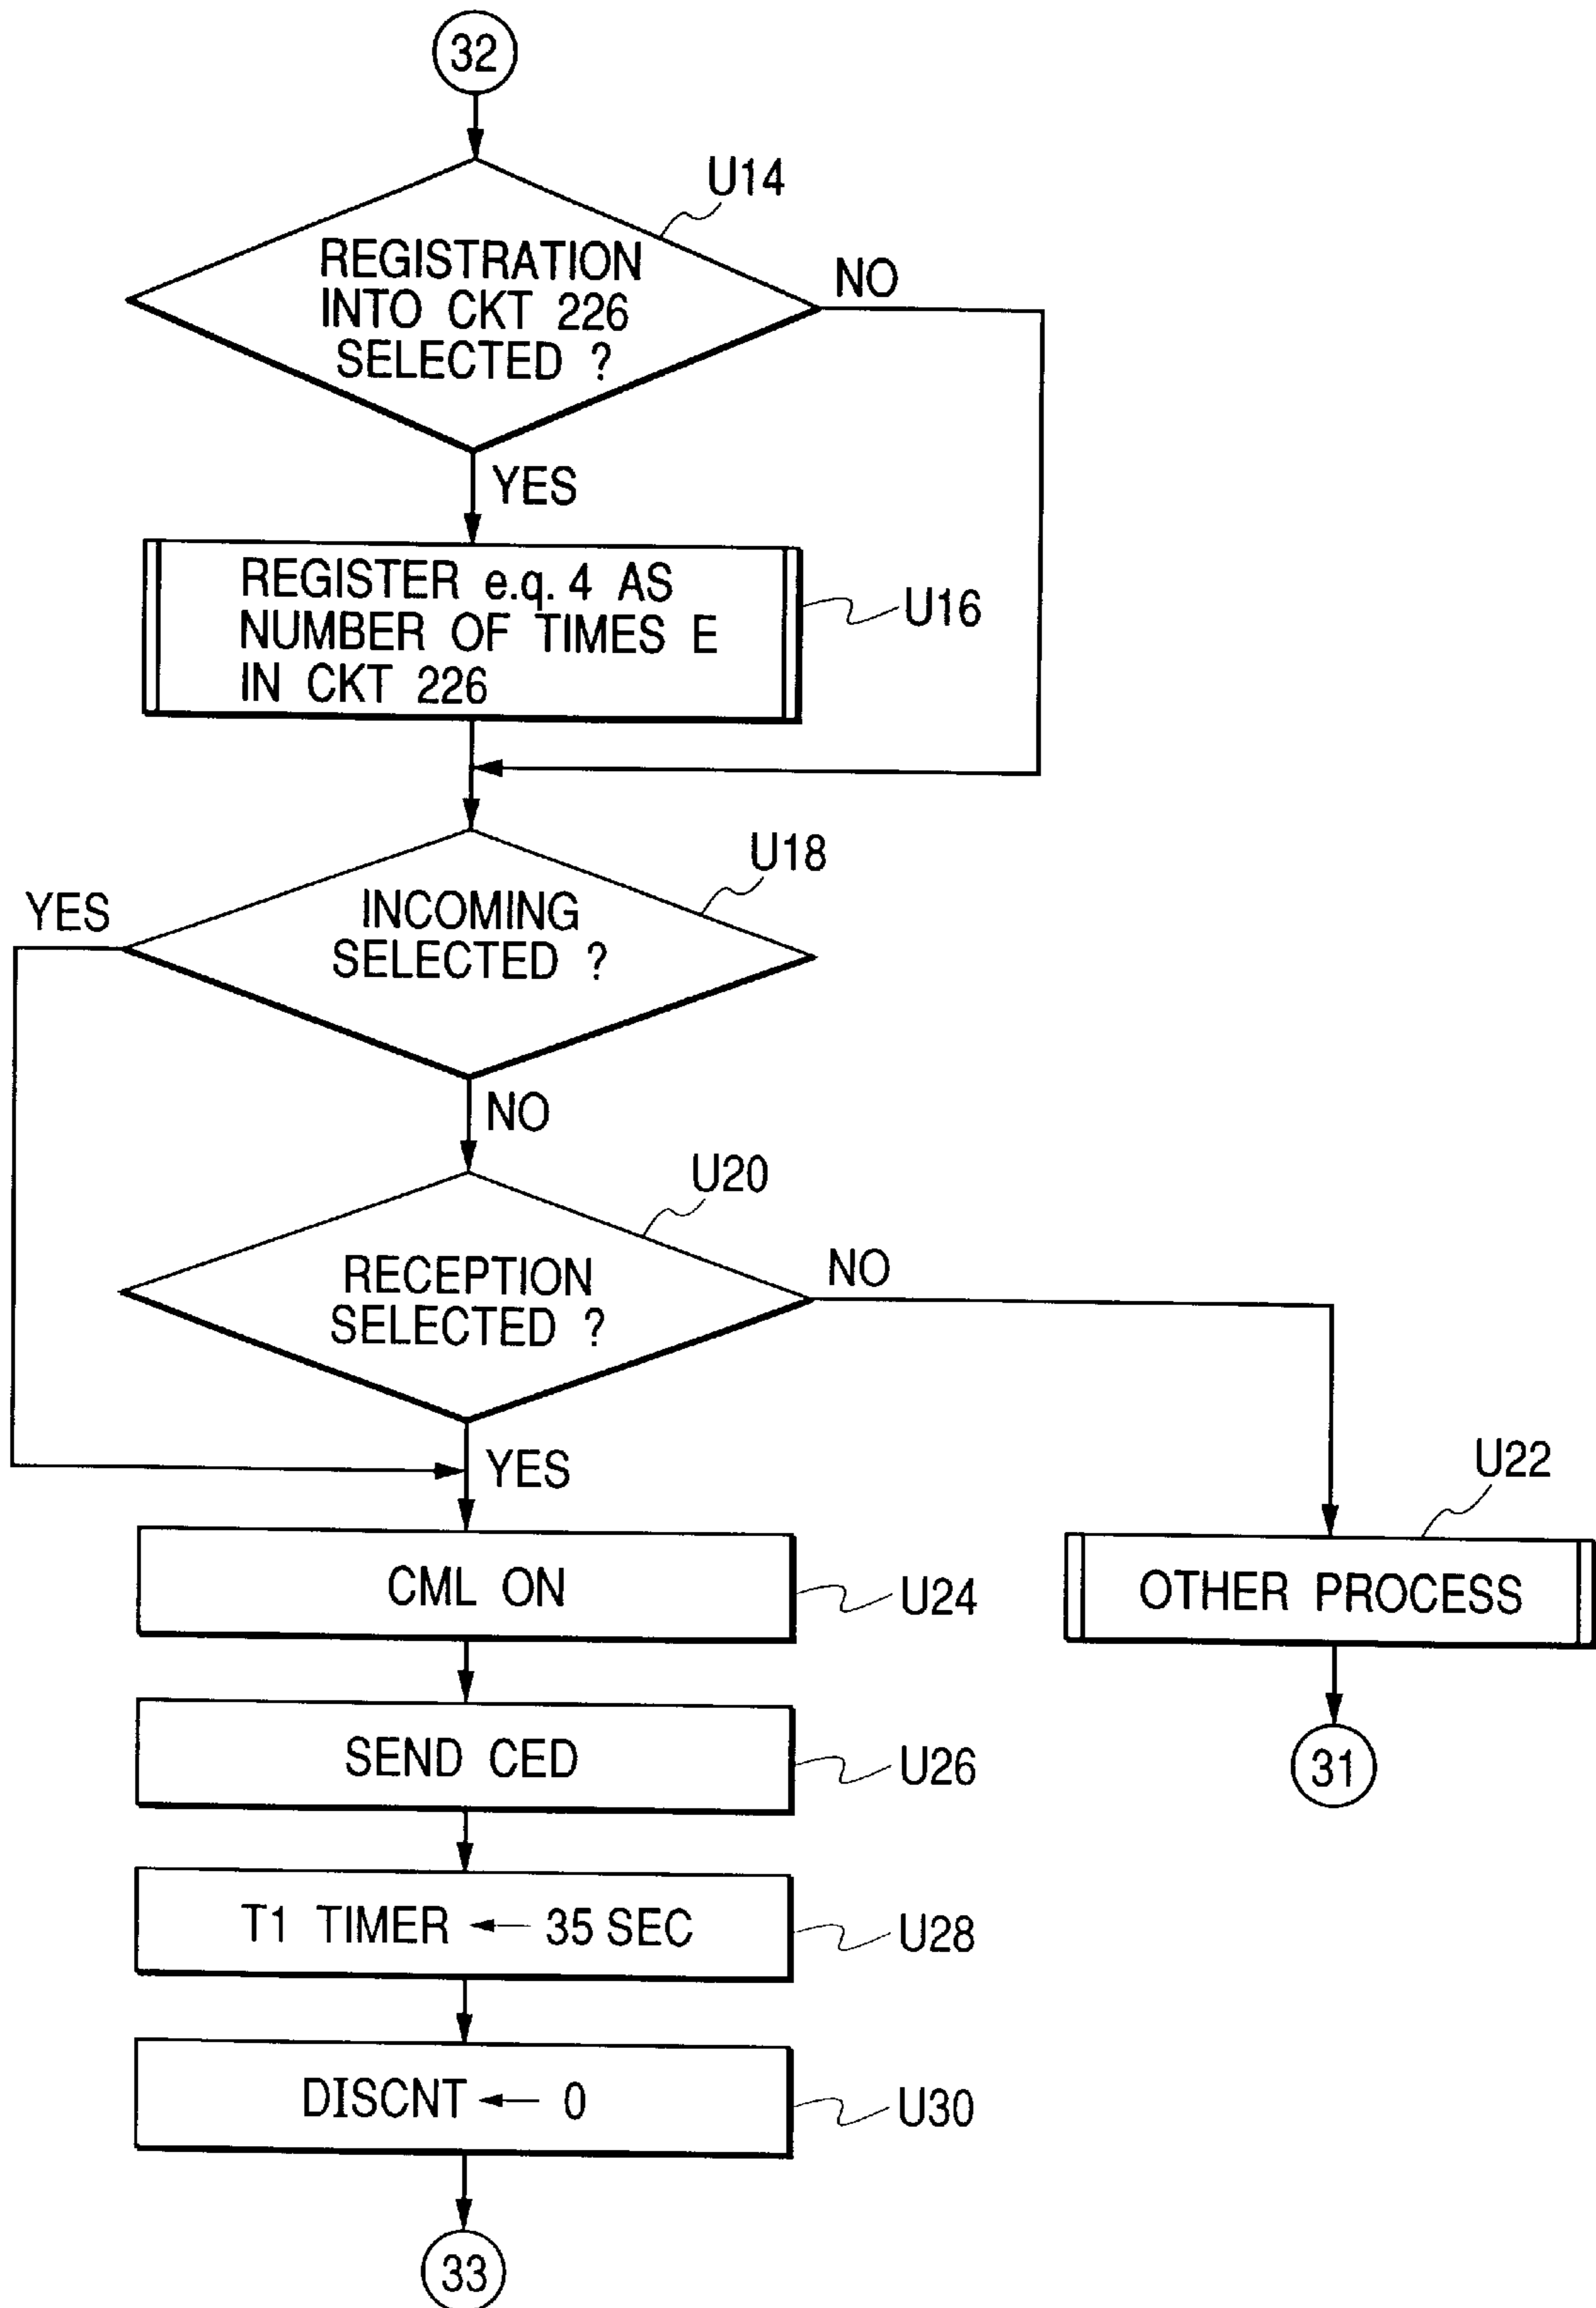 32
U14
REGISTRATION
INTO CKT 226
SELECTED ?
NO
YES
REGISTER e.q. 4 AS
NUMBER OF TIMES E
IN CKT 226
U16
U18
YES
INCOMING
SELECTED ?
NO
U20
RECEPTION
SELECTED ?
NO
YES
U22
CML ON
U24
OTHER PROCESS
SEND CED
U26
31
T1 TIMER ← 35 SEC
U28
DISCNT ← 0
U30
33